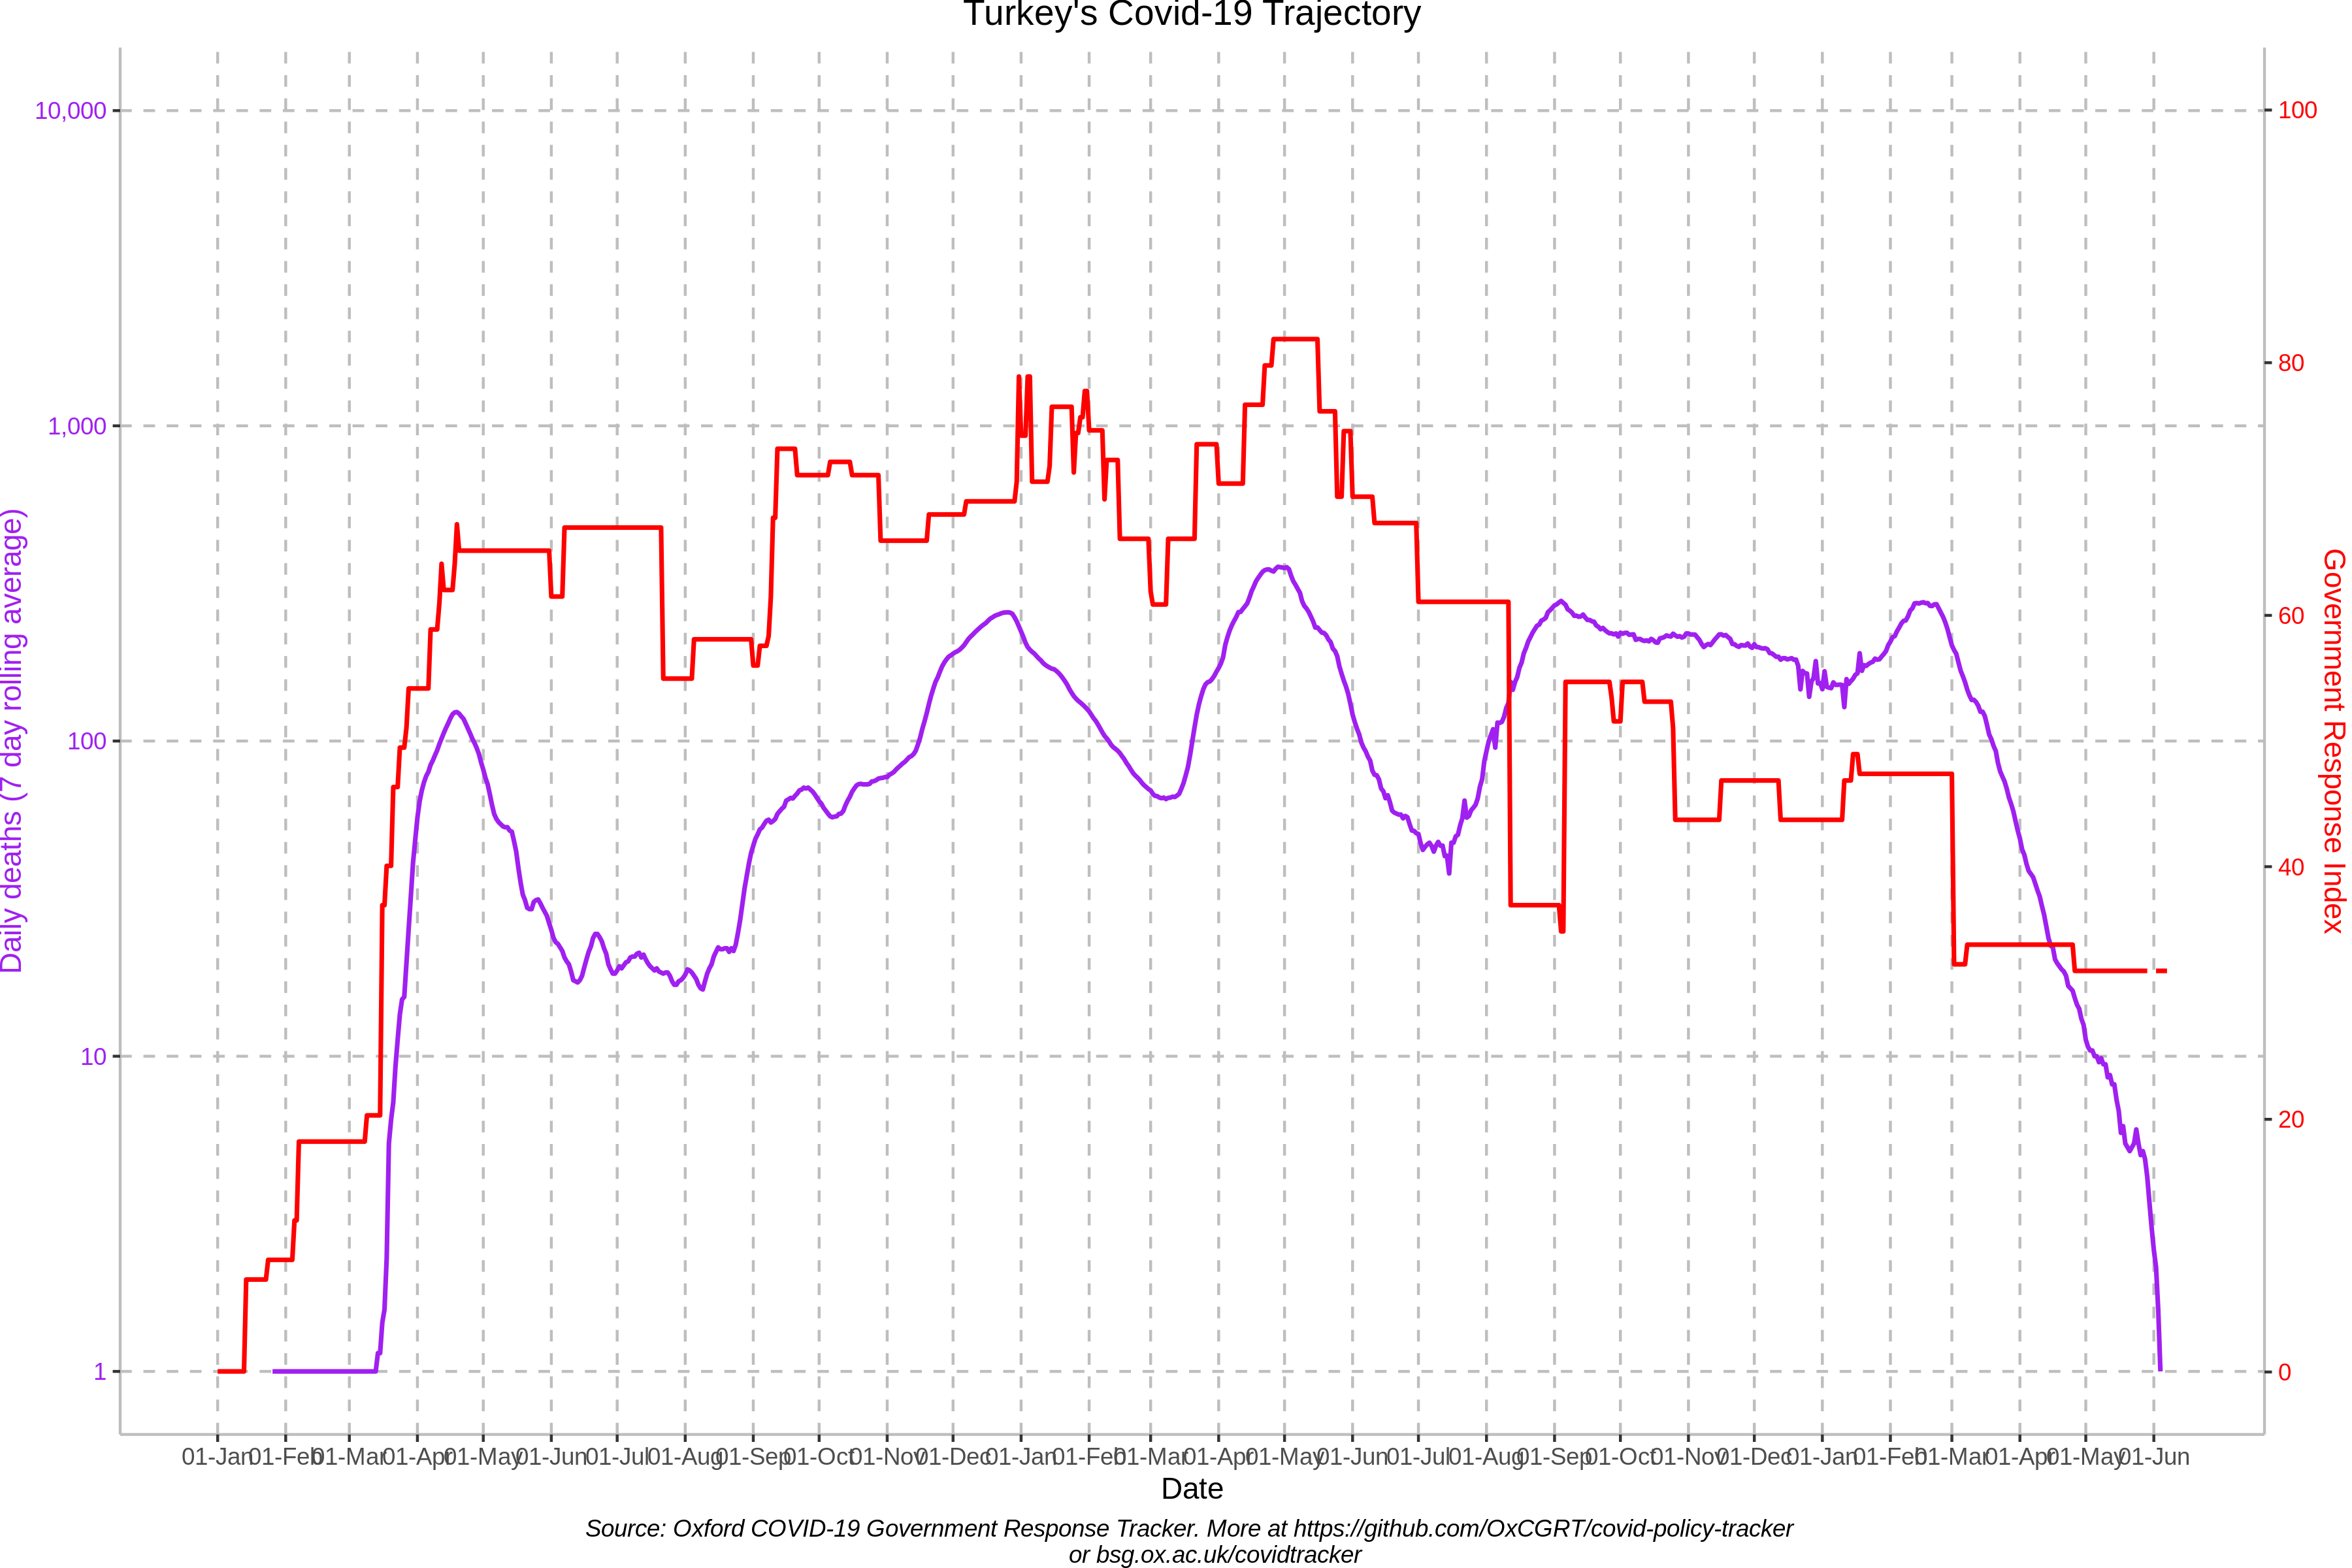 Turkey's Covid-19 Trajectory
Daily deaths (7 day rolling average)
10,000
1,000
100
10
1
100
80
60
40
20
0
Government Response Index
01-Jan 01-Feb 01-Mar 01-Apr 01-May 01-Jun 01-Jul 01-Aug 01-Sep 01-Oct 01-Nov 01-Dec 01-Jan 01-Feb 01-Mar 01-Apr 01-May 01-Jun 01-Jul 01-Aug 01-Sep 01-Oct 01-Nov 01-Dec 01-Jan 01-Feb 01-Mar 01-Apr 01-May 01-Jun
Date
Source: Oxford COVID-19 Government Response Tracker. More at https://github.com/OxCGRT/covid-policy-tracker
or bsg.ox.ac.uk/covidtracker